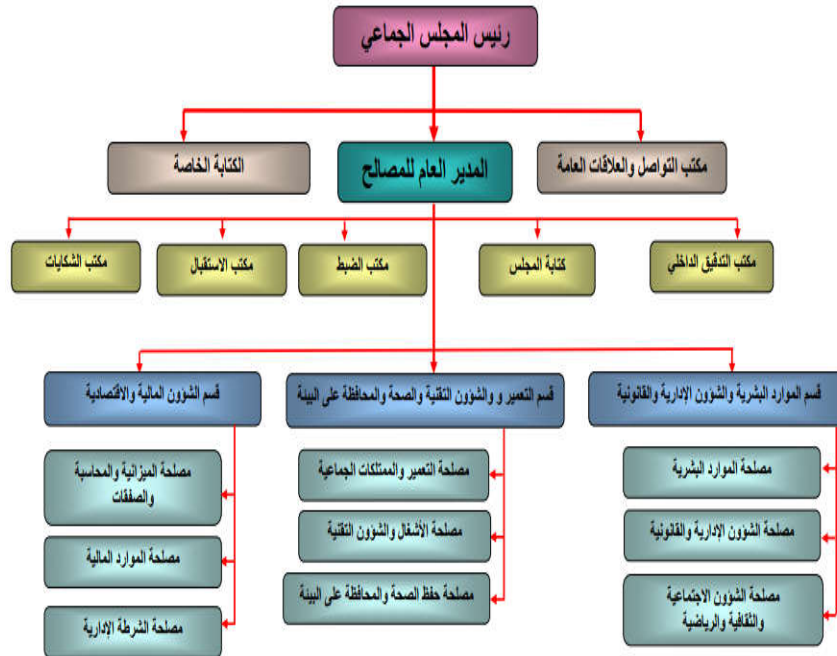 رئيس المجلس الجماعي
مكتب التواصل والعلاقات العامة
المدير العام للمصالح
الكتابة الخاصة
مكتب التدقيق الداخلي
كتابة المجلس
مكتب الضبط
مكتب الاستقبال
مكتب الشكايات
قسم الموارد البشرية والشؤون الإدارية والقانونية
مصلحة الموارد البشرية
مصلحة الشؤون الإدارية والقانونية
مصلحة الشؤون الاجتماعية
والثقافية والرياضية
قسم التعمير و والشؤون التقنية والصحة والمحافظة على البيئة
مصلحة التعمير والممتلكات الجماعية
مصلحة الأشغال والشؤون التقنية
مصلحة حفظ الصحة والمحافظة على البيئة
قسم الشؤون المالية والاقتصادية
مصلحة الميزانية والمحاسبة
والصفقات
مصلحة الموارد المالية
مصلحة الشرطة الإدارية